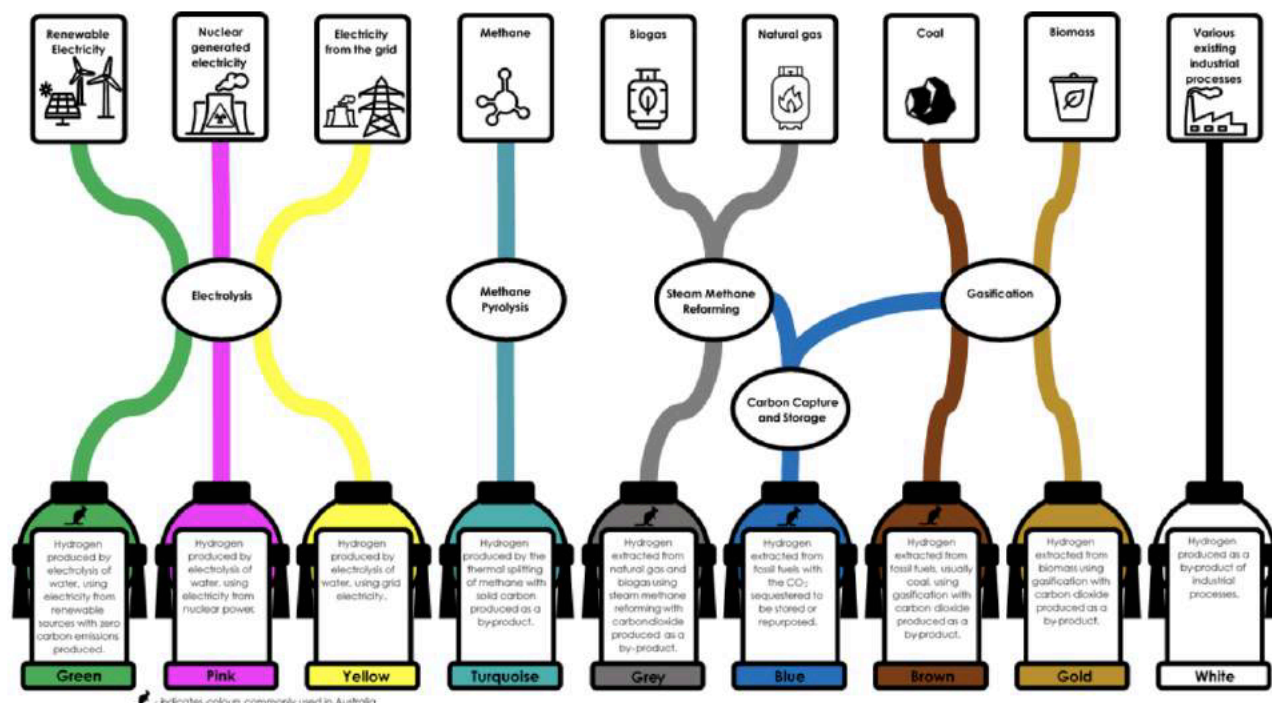 Renewable
Electricity
Nuclear
generated
electricity
Electricity
from the grid
Methane
Biogas
Natural gas
Coal
Biomass
Various
existing
industrial
processes
Electrolysis
Methane
Pyrolysis
Steam Methane
Reforming
Gasification
Carbon Capture
and Storage
Hydrogen
produced by
electrolysis of
water, using
electricity from
renewable
sources with zero
carbon emissions
produced.
Green
Hydrogen
produced by
electrolysis of
water, using
electricity from
nuclear power.
Pink
Hydrogen
produced by
electrolysis of
water, using grid
electricity.
Yellow
Hydrogen
produced by the
thermal splitting
of methane with
solid carbon
produced as a
by-product.
Turquoise
Hydrogen
extracted from
natural gas and
biogas using
steam methane
reforming with
carbondioxide
produced as a
by-product.
Grey
Hydrogen
extracted from
fossil fuels with
the CO₂
sequestered to
be stored or
repurposed.
Blue
Hydrogen
extracted from
fossil fuels, usually
coal, using
gasification with
carbon dioxide
produced as a
by-product.
Brown
Hydrogen
extracted from
biomass using
gasification with
carbon dioxide
produced as a
by-product.
Gold
Hydrogen
produced as a
by-product of
industrial
processes.
White
- indicates colours commonly used in Australia